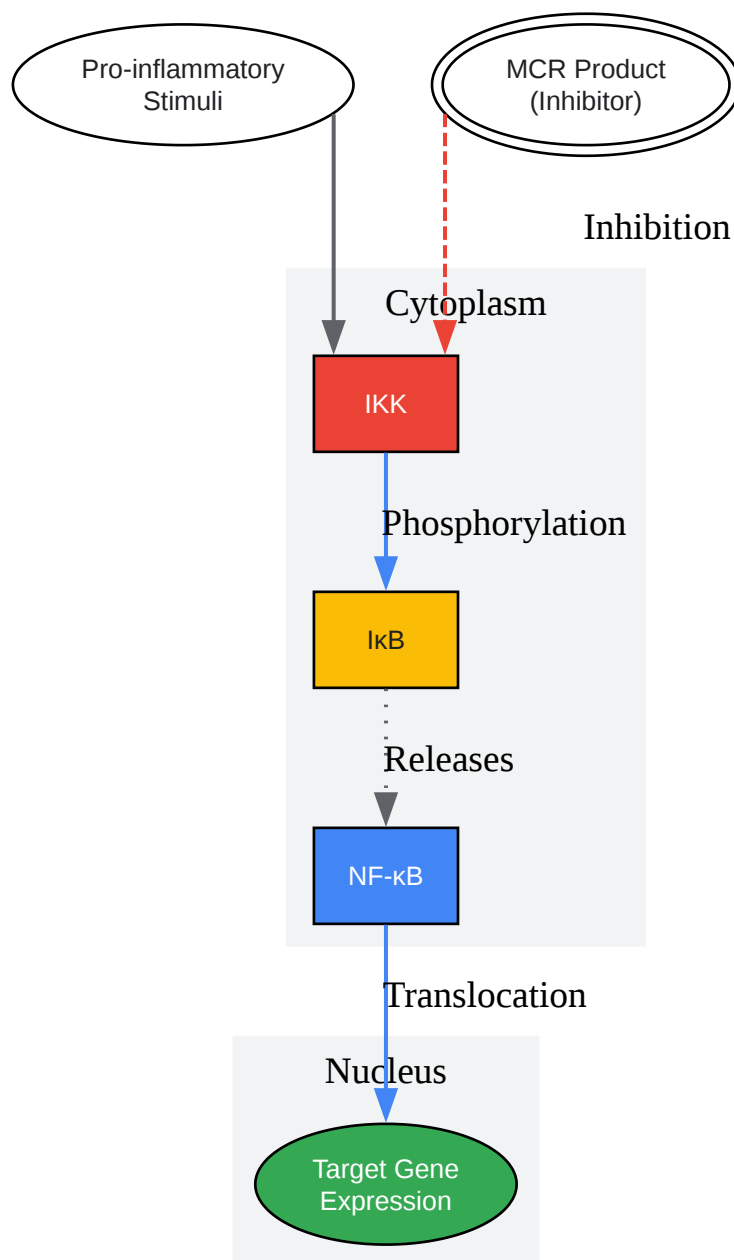 Pro-inflammatory
Stimuli
MCR Product
(Inhibitor)
Inhibition
Cytoplasm
IKK
Phosphorylation
IκB
Releases
NF-κB
Translocation
Nucleus
Target Gene
Expression